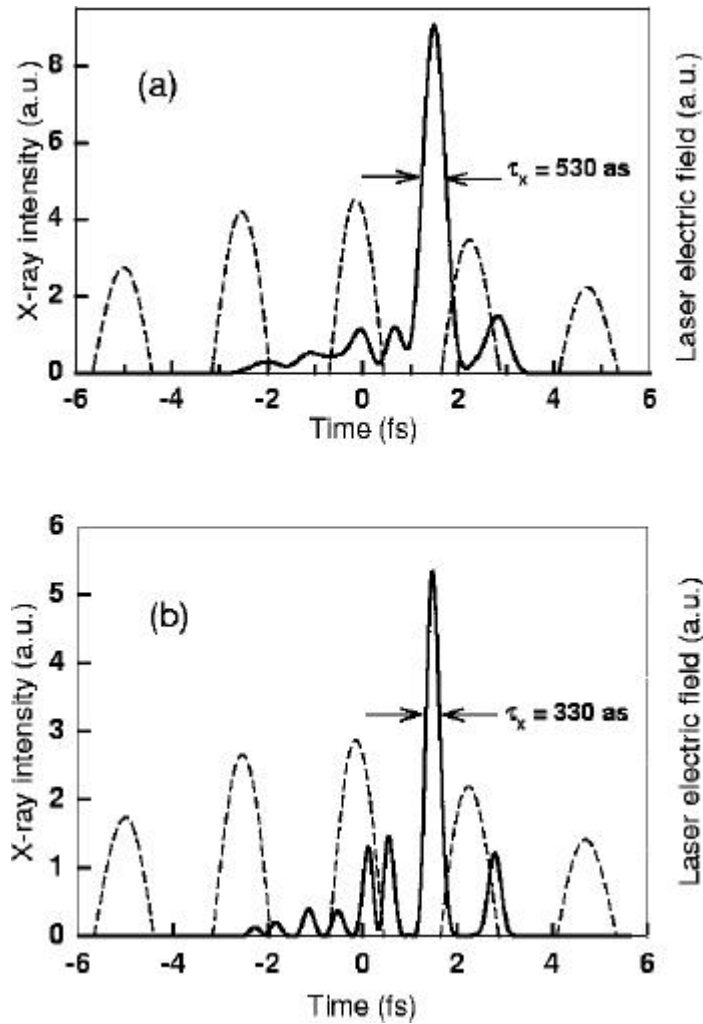 (a)
X-ray intensity (a.u.)
Laser electric field (a.u.)
8
6
4
2
0
τx = 530 as
-6 -4 -2 0 2 4 6
Time (fs)
(b)
X-ray intensity (a.u.)
Laser electric field (a.u.)
6
5
4
3
2
1
0
τx = 330 as
-6 -4 -2 0 2 4 6
Time (fs)